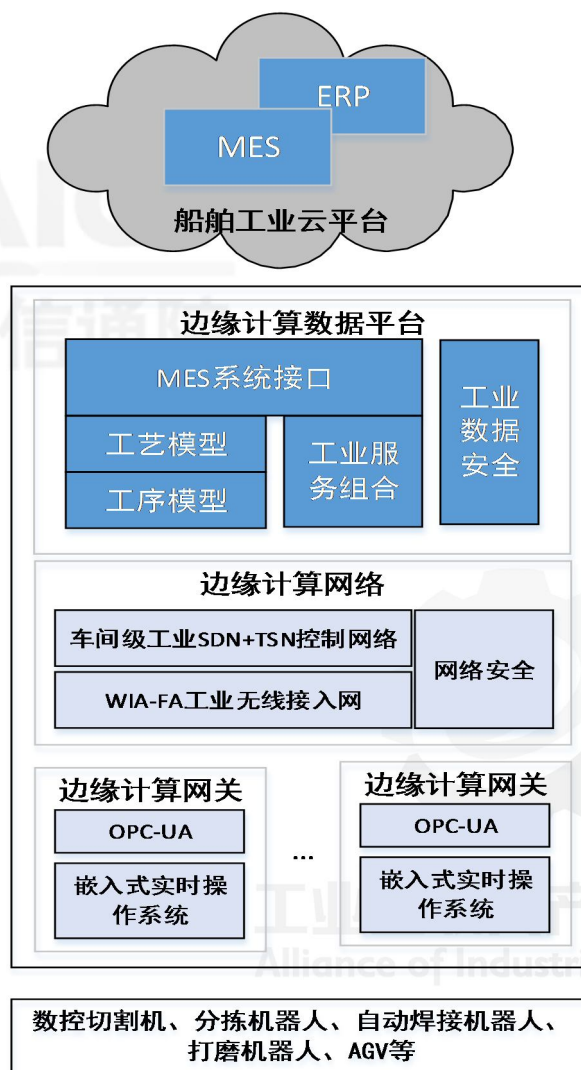 ERP
MES
船舶工业云平台
边缘计算数据平台
MES系统接口
工艺模型
工序模型
工业服
务组合
工业
数据
安全
边缘计算网络
车间级工业SDN+TSN控制网络
WIA-FA工业无线接入网
网络安全
边缘计算网关
OPC-UA
嵌入式实时操
作系统
...
边缘计算网关
OPC-UA
嵌入式实时操
作系统
Alliance of Industri
数控切割机、分拣机器人、自动焊接机器人、
打磨机器人、AGV等